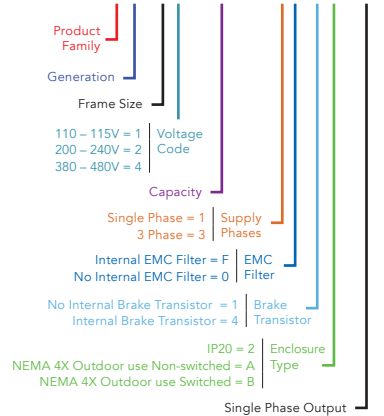 Product
Family
Generation
Frame Size
110 – 115V = 1
200 – 240V = 2
380 – 480V = 4
Voltage
Code
Capacity
Single Phase = 1
3 Phase = 3
Supply
Phases
Internal EMC Filter = F
No Internal EMC Filter = 0
EMC
Filter
No Internal Brake Transistor = 1
Internal Brake Transistor = 4
Brake
Transistor
IP20 = 2
NEMA 4X Outdoor use Non-switched = A
NEMA 4X Outdoor use Switched = B
Enclosure
Type
Single Phase Output